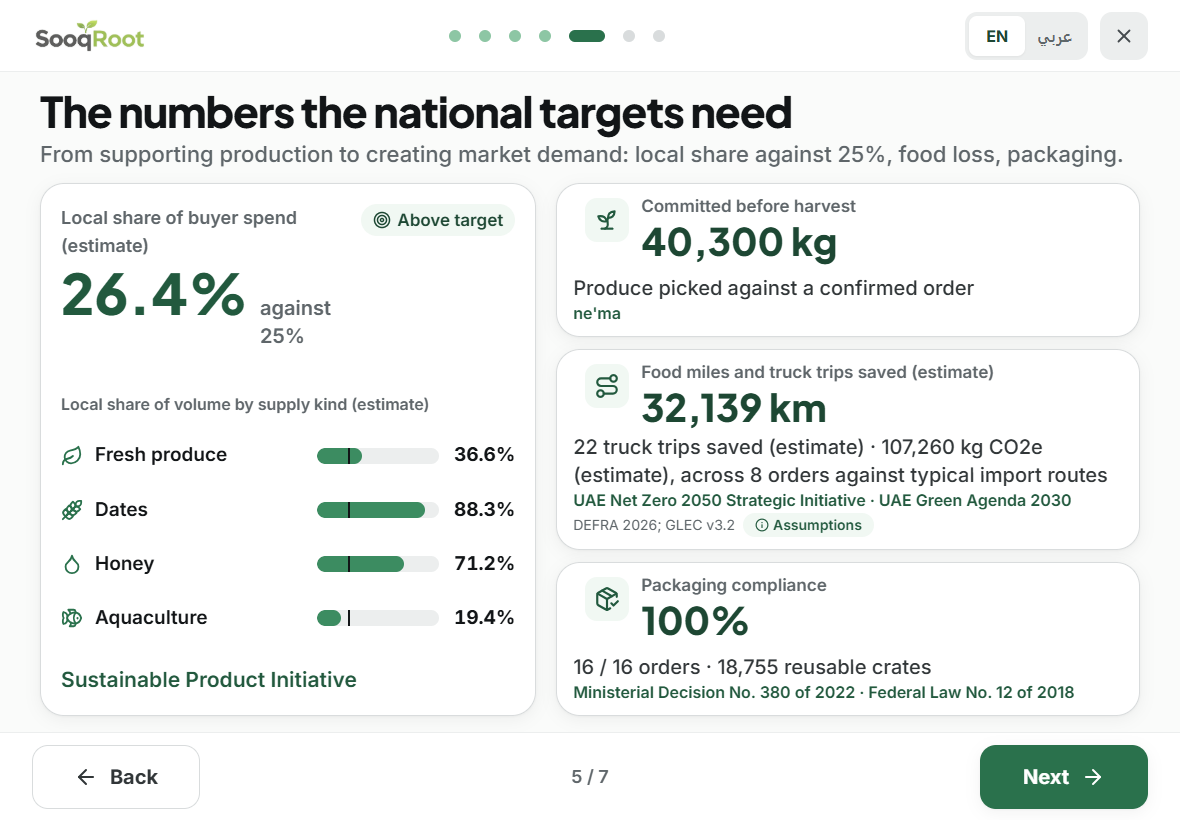 SooqRoot
EN
عربي
The numbers the national targets need
From supporting production to creating market demand: local share against 25%, food loss, packaging.
Local share of buyer spend
(estimate)
Above target
26.4%
against
25%
Local share of volume by supply kind (estimate)
Fresh produce 36.6%
Dates 88.3%
Honey 71.2%
Aquaculture 19.4%
Sustainable Product Initiative
Committed before harvest
40,300 kg
Produce picked against a confirmed order
ne'ma
Food miles and truck trips saved (estimate)
32,139 km
22 truck trips saved (estimate) · 107,260 kg CO2e
(estimate), across 8 orders against typical import routes
UAE Net Zero 2050 Strategic Initiative · UAE Green Agenda 2030
DEFRA 2026; GLEC v3.2 Assumptions
Packaging compliance
100%
16 / 16 orders · 18,755 reusable crates
Ministerial Decision No. 380 of 2022 · Federal Law No. 12 of 2018
Back
5 / 7
Next